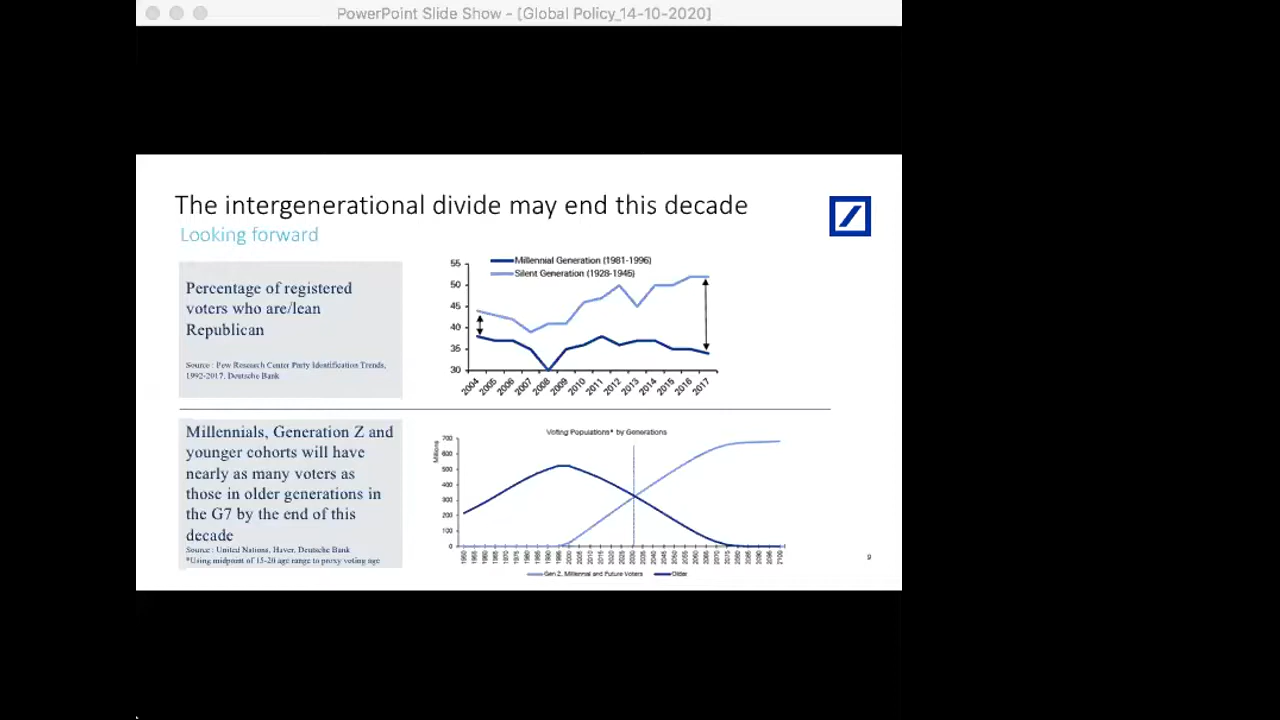 PowerPoint Slide Show - [Global Policy_14-10-2020]
The intergenerational divide may end this decade
Looking forward
Percentage of registered
voters who are/lean
Republican
Source : Pew Research Center Party Identification Trends,
1992-2017, Deutsche Bank
Millennial Generation (1981-1996)
Silent Generation (1928-1946)
55
50
45
40
35
30
2004 2005 2006 2007 2008 2009 2010 2011 2012 2013 2014 2015 2016 2017
Millennials, Generation Z and
younger cohorts will have
nearly as many voters as
those in older generations in
the G7 by the end of this
decade
Source : United Nations, Haver, Deutsche Bank
*Using midpoint of 15-20 age range to proxy voting age
Voting Populations* by Generations
Millions
700
600
500
400
300
200
100
0
Gen Z, Millennial and Future Voters
Older
9